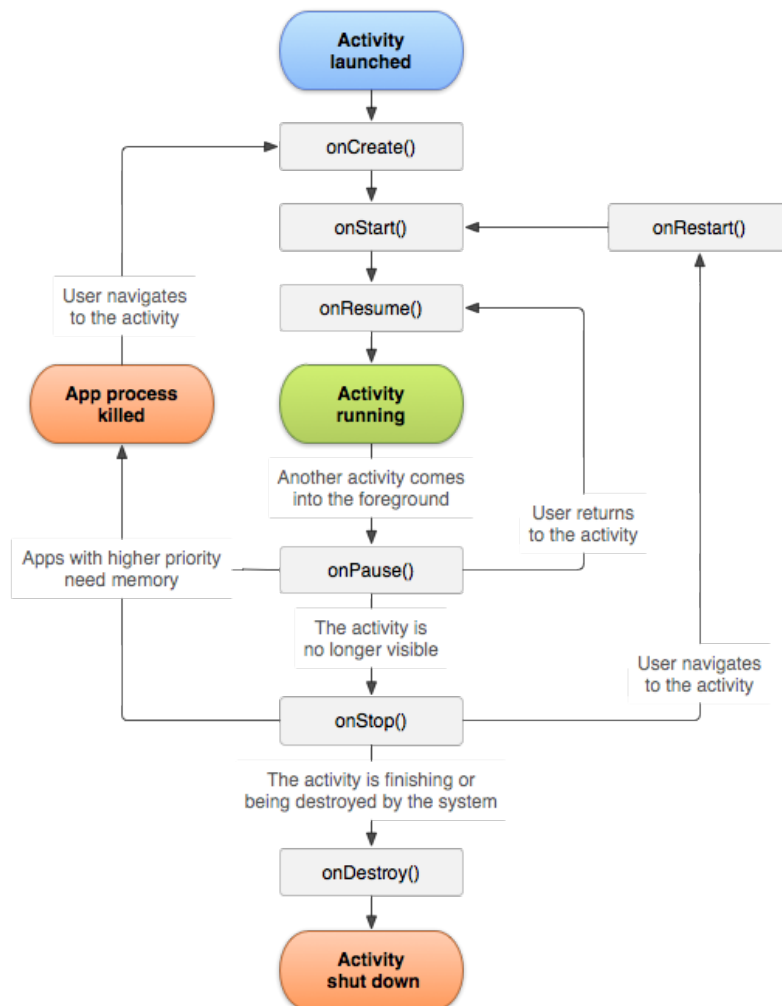 Activity
launched
onCreate()
onStart()
onRestart()
User navigates
to the activity
onResume()
App process
killed
Activity
running
Another activity comes
into the foreground
User returns
to the activity
Apps with higher priority
need memory
onPause()
The activity is
no longer visible
User navigates
to the activity
onStop()
The activity is finishing or
being destroyed by the system
onDestroy()
Activity
shut down